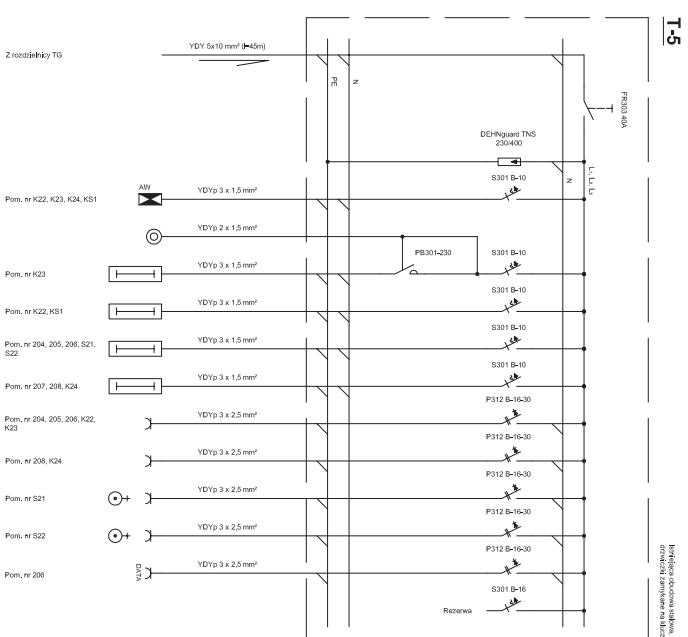 T-5
Z rozdzielnicy TG
YDY 5x10 mm² (l=45m)
PE
N
FR303 40A
DEHNguard TNS
230/400
L₁, L₂, L₃
N
Pom. nr K22, K23, K24, KS1
AW
YDYp 3 x 1,5 mm²
S301 B-10
YDYp 2 x 1,5 mm²
PB301-230
Pom. nr K23
YDYp 3 x 1,5 mm²
S301 B-10
Pom. nr K22, KS1
YDYp 3 x 1,5 mm²
S301 B-10
Pom. nr 204, 205, 206, S21,
S22
YDYp 3 x 1,5 mm²
S301 B-10
Pom. nr 207, 208, K24
YDYp 3 x 1,5 mm²
S301 B-10
Pom. nr 204, 205, 206, K22,
K23
YDYp 3 x 2,5 mm²
P312 B-16-30
Pom. nr 208, K24
YDYp 3 x 2,5 mm²
P312 B-16-30
Pom. nr S21
YDYp 3 x 2,5 mm²
P312 B-16-30
Pom. nr S22
YDYp 3 x 2,5 mm²
P312 B-16-30
Pom. nr 206
DATA
YDYp 3 x 2,5 mm²
P312 B-16-30
Rezerwa
S301 B-16
Istniejąca obudowa stalowa,
drzwiczki zamykane na klucz